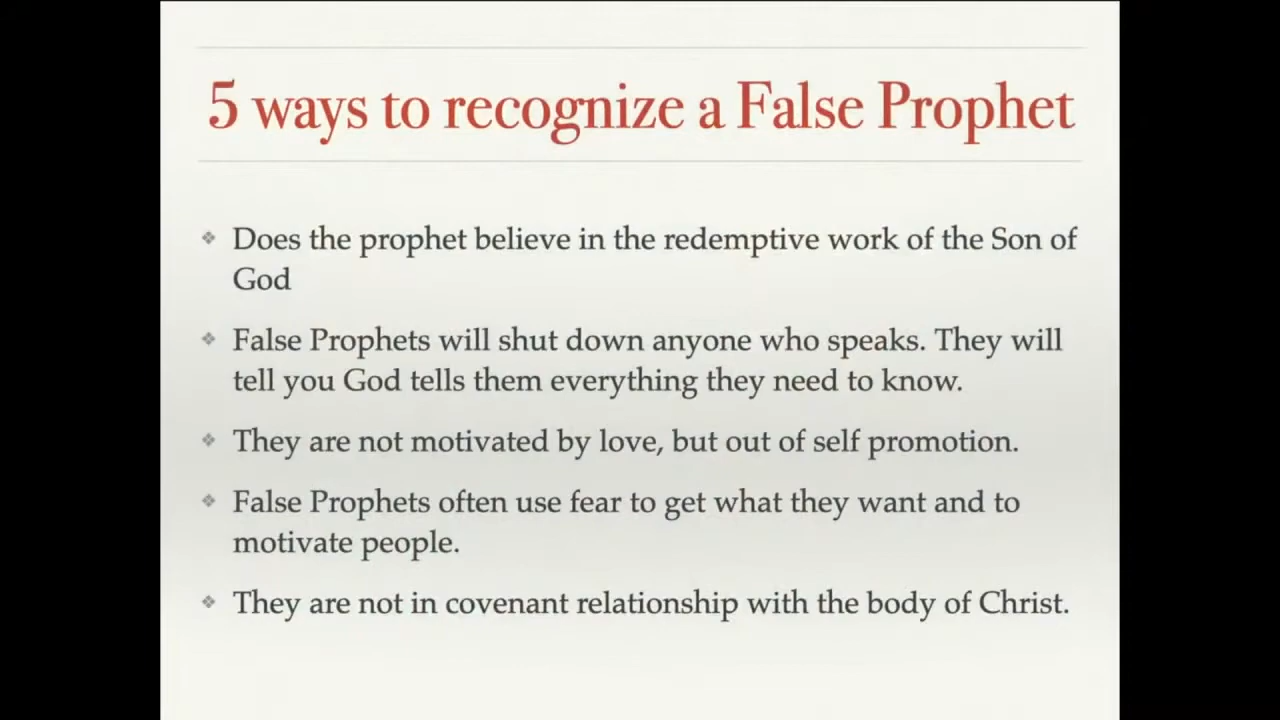 5 ways to recognize a False Prophet
❖ Does the prophet believe in the redemptive work of the Son of
God
❖ False Prophets will shut down anyone who speaks. They will
tell you God tells them everything they need to know.
❖ They are not motivated by love, but out of self promotion.
❖ False Prophets often use fear to get what they want and to
motivate people.
❖ They are not in covenant relationship with the body of Christ.